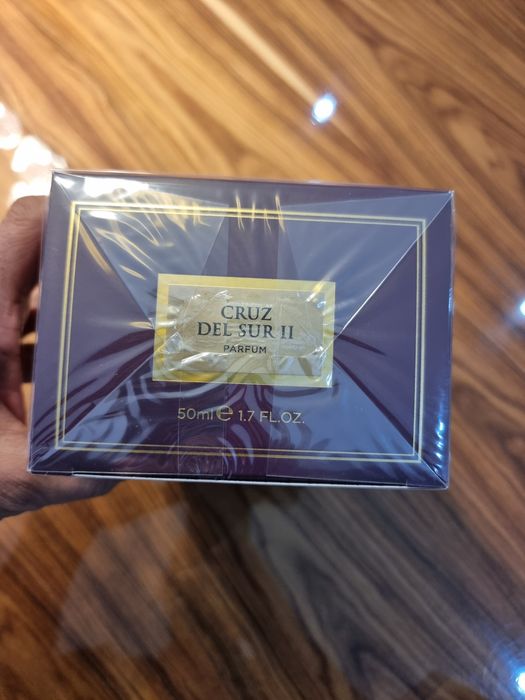 CRUZ
DEL SUR II
PARFUM
50ml ℮ 1.7 FL.OZ.